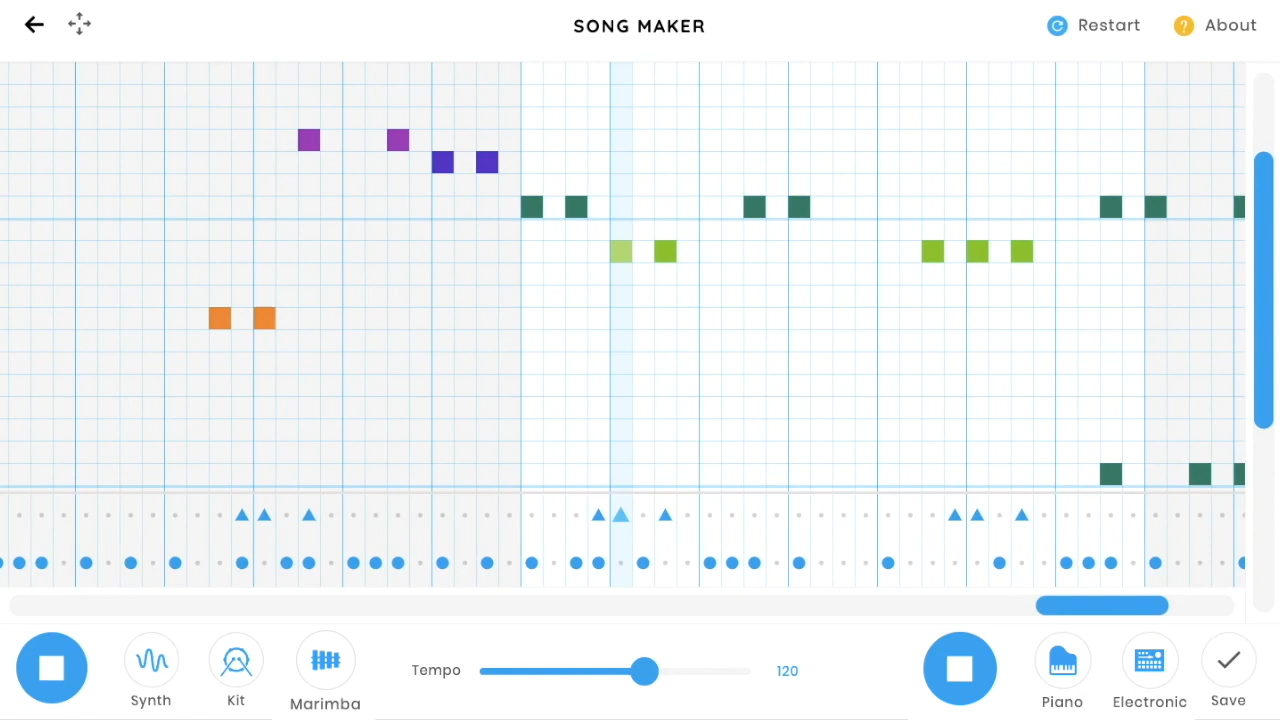 SONG MAKER
Restart
? About
Synth
Kit
Marimba
Tempo
120
Piano
Electronic
Save